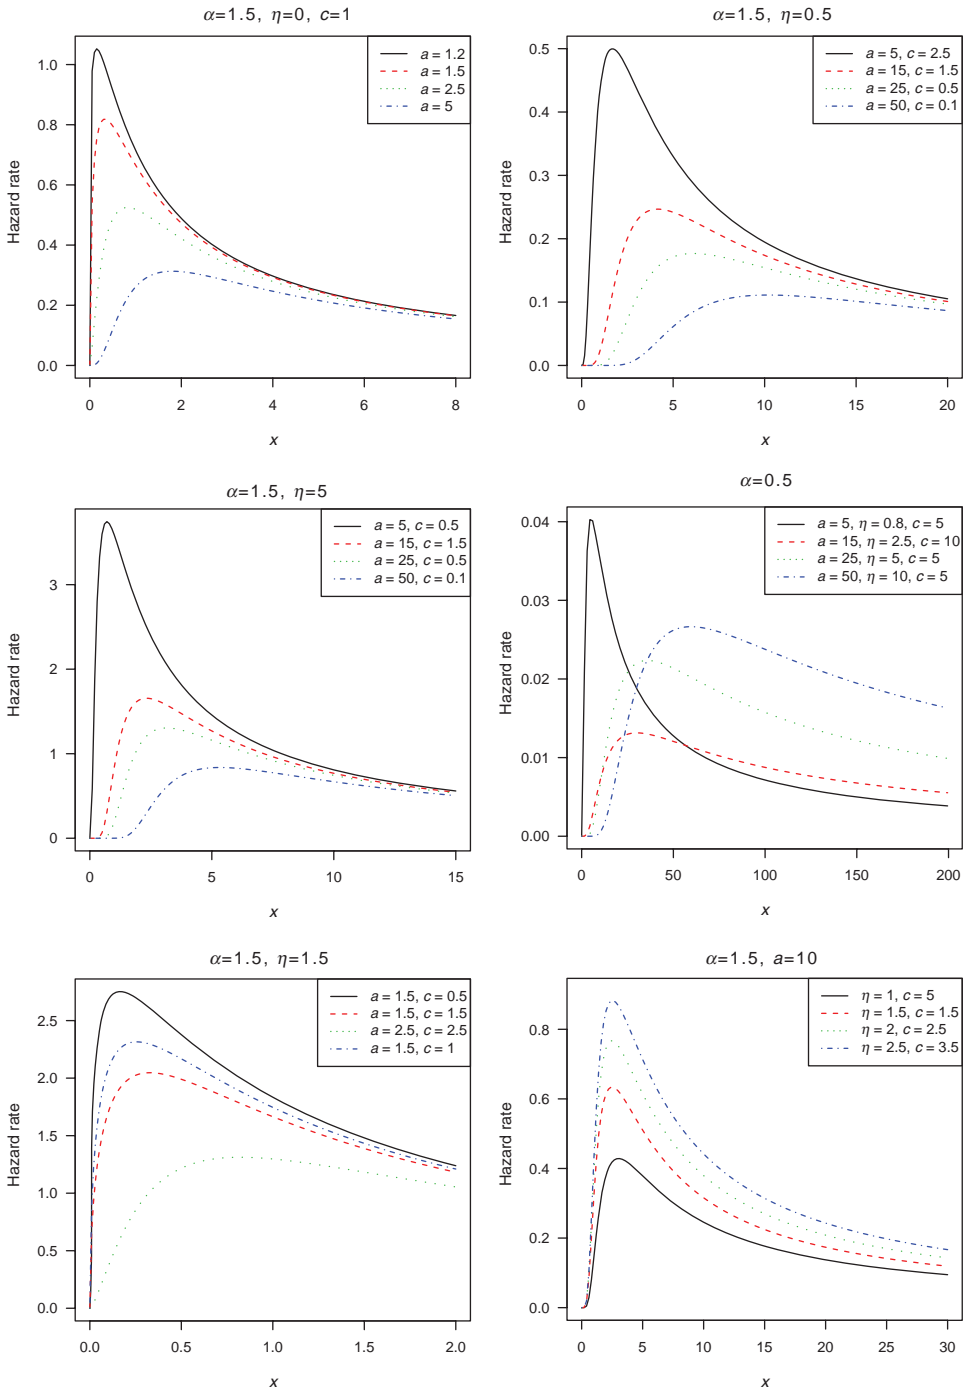 α=1.5, η=0, c=1
Hazard rate
1.0
0.8
0.6
0.4
0.2
0.0
a = 1.2
a = 1.5
a = 2.5
a = 5
0 2 4 6 8
x
α=1.5, η=0.5
Hazard rate
0.5
0.4
0.3
0.2
0.1
0.0
a = 5, c = 2.5
a = 15, c = 1.5
a = 25, c = 0.5
a = 50, c = 0.1
0 5 10 15 20
x
α=1.5, η=5
Hazard rate
3
2
1
0
a = 5, c = 0.5
a = 15, c = 1.5
a = 25, c = 0.5
a = 50, c = 0.1
0 5 10 15
x
α=0.5
Hazard rate
0.04
0.03
0.02
0.01
0.00
a = 5, η = 0.8, c = 5
a = 15, η = 2.5, c = 10
a = 25, η = 5, c = 5
a = 50, η = 10, c = 5
0 50 100 150 200
x
α=1.5, η=1.5
Hazard rate
2.5
2.0
1.5
1.0
0.5
0.0
a = 1.5, c = 0.5
a = 1.5, c = 1.5
a = 2.5, c = 2.5
a = 1.5, c = 1
0.0 0.5 1.0 1.5 2.0
x
α=1.5, a=10
Hazard rate
0.8
0.6
0.4
0.2
0.0
η = 1, c = 5
η = 1.5, c = 1.5
η = 2, c = 2.5
η = 2.5, c = 3.5
0 5 10 15 20 25 30
x